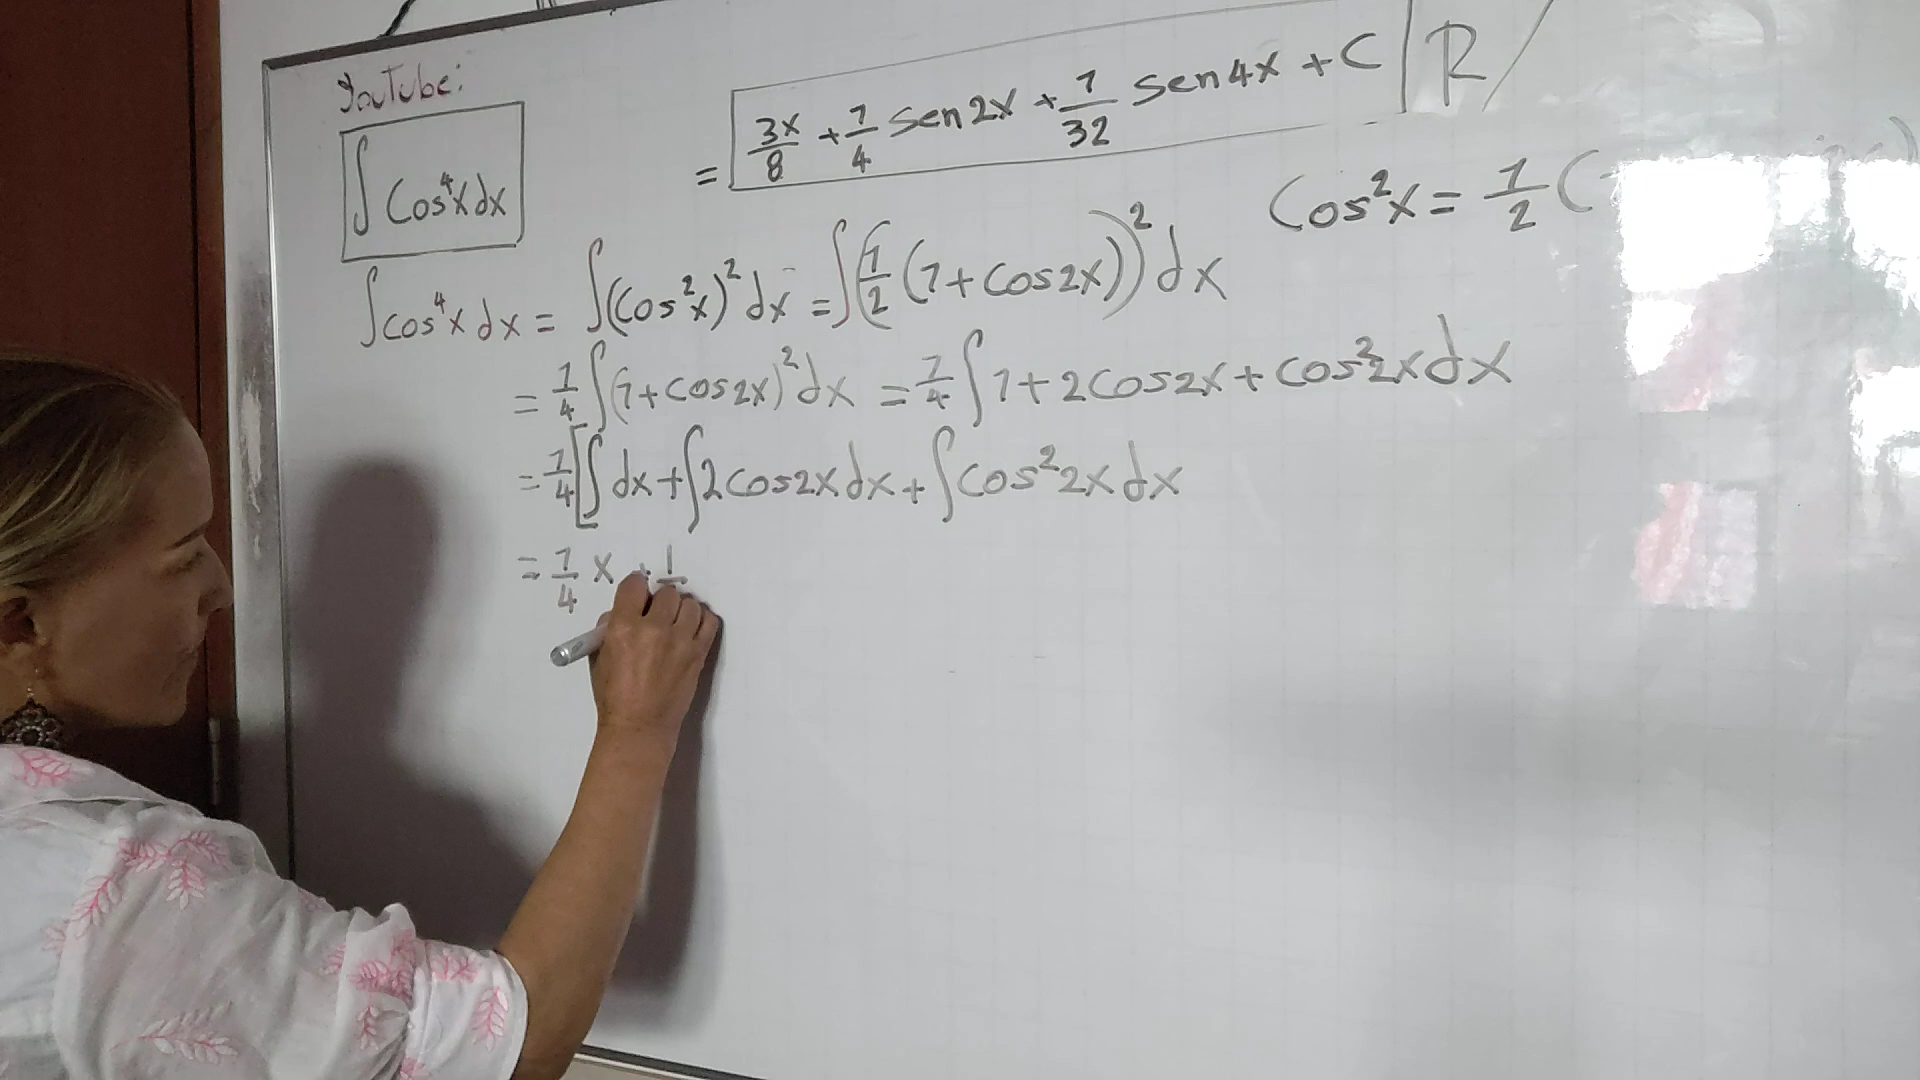 YouTube:
∫ Cos⁴x dx
= 3x/8 + 1/4 sen2x + 1/32 sen4x + C R/
Cos²x = 1/2 (
∫cos⁴x dx = ∫(cos²x)² dx = ∫(1/2 (1+cos2x))² dx
= 1/4 ∫(1+cos2x)² dx = 1/4 ∫1+2cos2x+cos²2x dx
= 1/4 [∫dx + ∫2cos2x dx + ∫cos²2x dx
= 1/4 x + 1